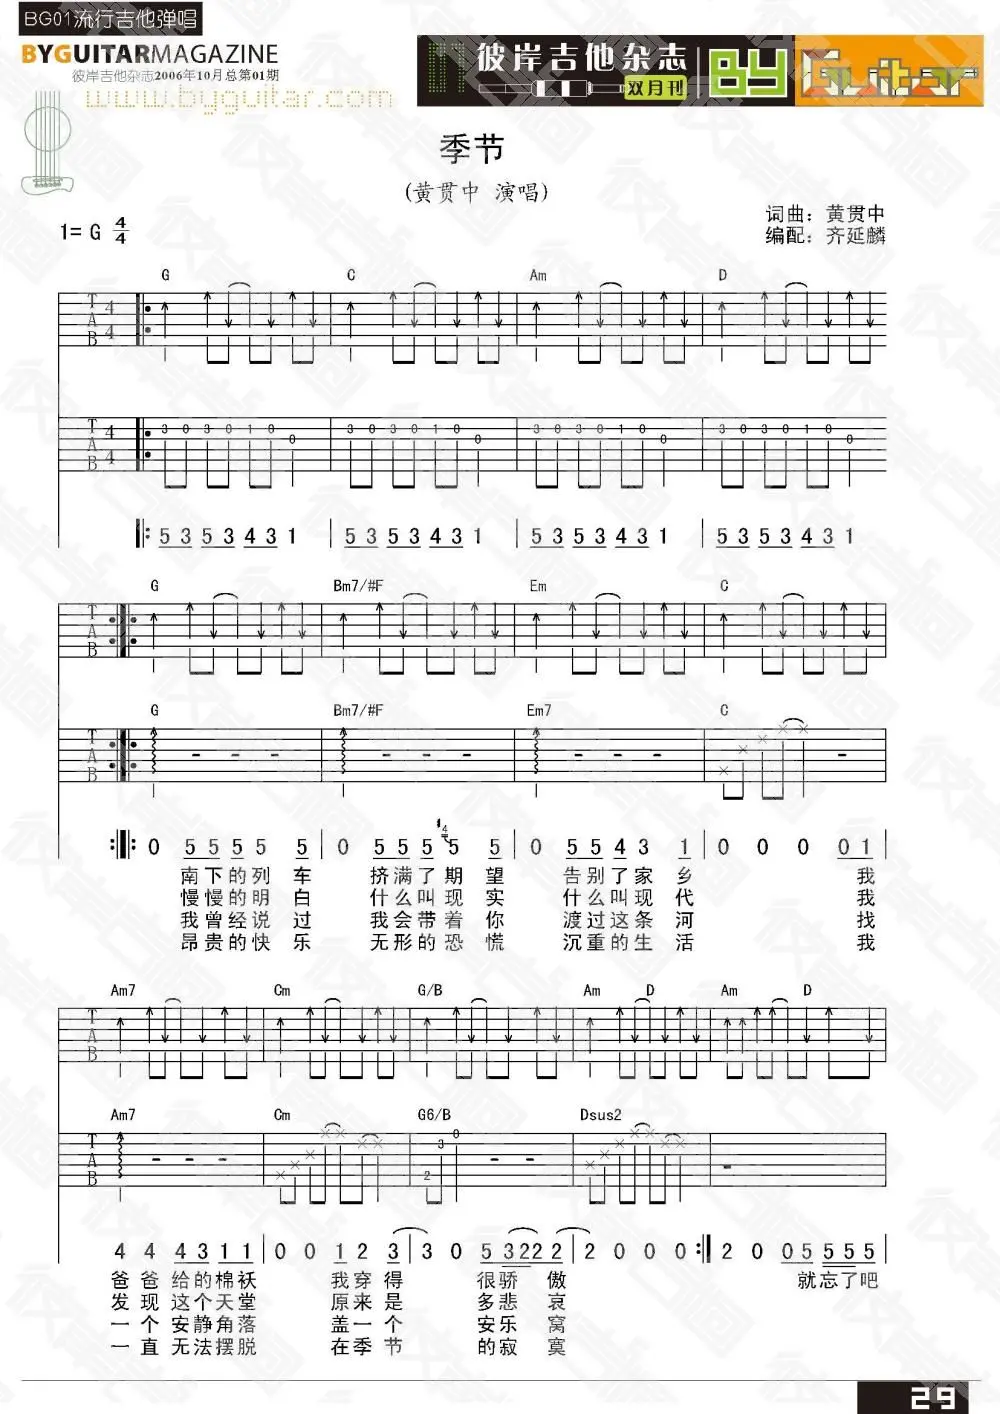 BG01流行吉他弹唱
BYGUITARMAGAZINE
彼岸吉他杂志2006年10月总第01期
www.byguitar.com
彼岸吉他杂志
双月刊
BY Guitar
季节
(黄贯中 演唱)
1= G 4/4
词曲: 黄贯中
编配: 齐延麟
G C Am D
T A B 4 4
T A B 4 4 3 0 3 0 1 0 0 3 0 3 0 1 0 0 3 0 3 0 1 0 0 3 0 3 0 1 0 0
5 3 5 3 4 3 1 5 3 5 3 4 3 1 5 3 5 3 4 3 1 5 3 5 3 4 3 1
G Bm7/#F Em C
T A B
G Bm7/#F Em7 C
T A B
0 5 5 5 5 5 0 5 5 5 #4 5 5 0 5 5 4 3 1 0 0 0 0 1
南下的列车 挤满了期望 告别了家乡 我
慢慢的明白 什么叫现实 什么叫现代 我
我曾经说过 我会带着你 渡过这条河 找
昂贵的快乐 无形的恐慌 沉重的生活 我
Am7 Cm G/B Am D Am D
T A B
Am7 Cm G6/B Dsus2
T A B 2 3 0
4 4 4 3 1 1 0 0 1 2 3 3 0 5 3 2 2 2 2 2 0 0 0 2 0 0 5 5 5 5
爸爸给的棉袄 我穿得 很骄傲 就忘了吧
发现这个天堂 原来是 多悲哀
一个安静角落 盖一个 安乐窝
一直无法摆脱 在季节 的寂寞
29